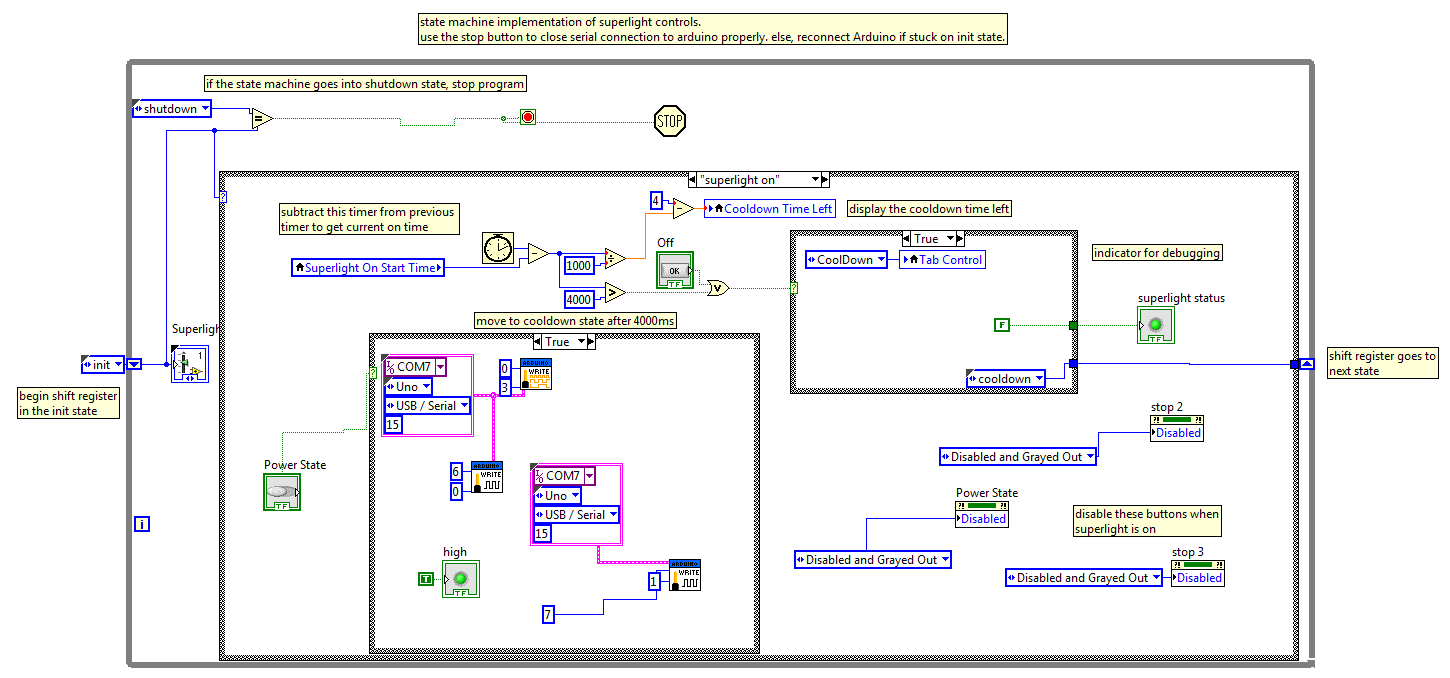 state machine implementation of superlight controls.
use the stop button to close serial connection to arduino properly. else, reconnect Arduino if stuck on init state.
if the state machine goes into shutdown state, stop program
shutdown
=
STOP
"superlight on"
subtract this timer from previous
timer to get current on time
4
Cooldown Time Left
display the cooldown time left
Off
OK
TF
1000
Superlight On Start Time
4000
>
V
True
CoolDown
Tab Control
indicator for debugging
superlight status
TF
F
move to cooldown state after 4000ms
True
Superligh
1
init
begin shift register
in the init state
COM7
Uno
USB / Serial
15
0
3
ARDUINO
WRITE
cooldown
shift register goes to
next state
stop 2
Disabled
Disabled and Grayed Out
Power State
TF
6
0
ARDUINO
WRITE
COM7
Uno
USB / Serial
15
Power State
Disabled
Disabled and Grayed Out
disable these buttons when
superlight is on
i
high
T
TF
1
ARDUINO
WRITE
7
stop 3
Disabled and Grayed Out
Disabled